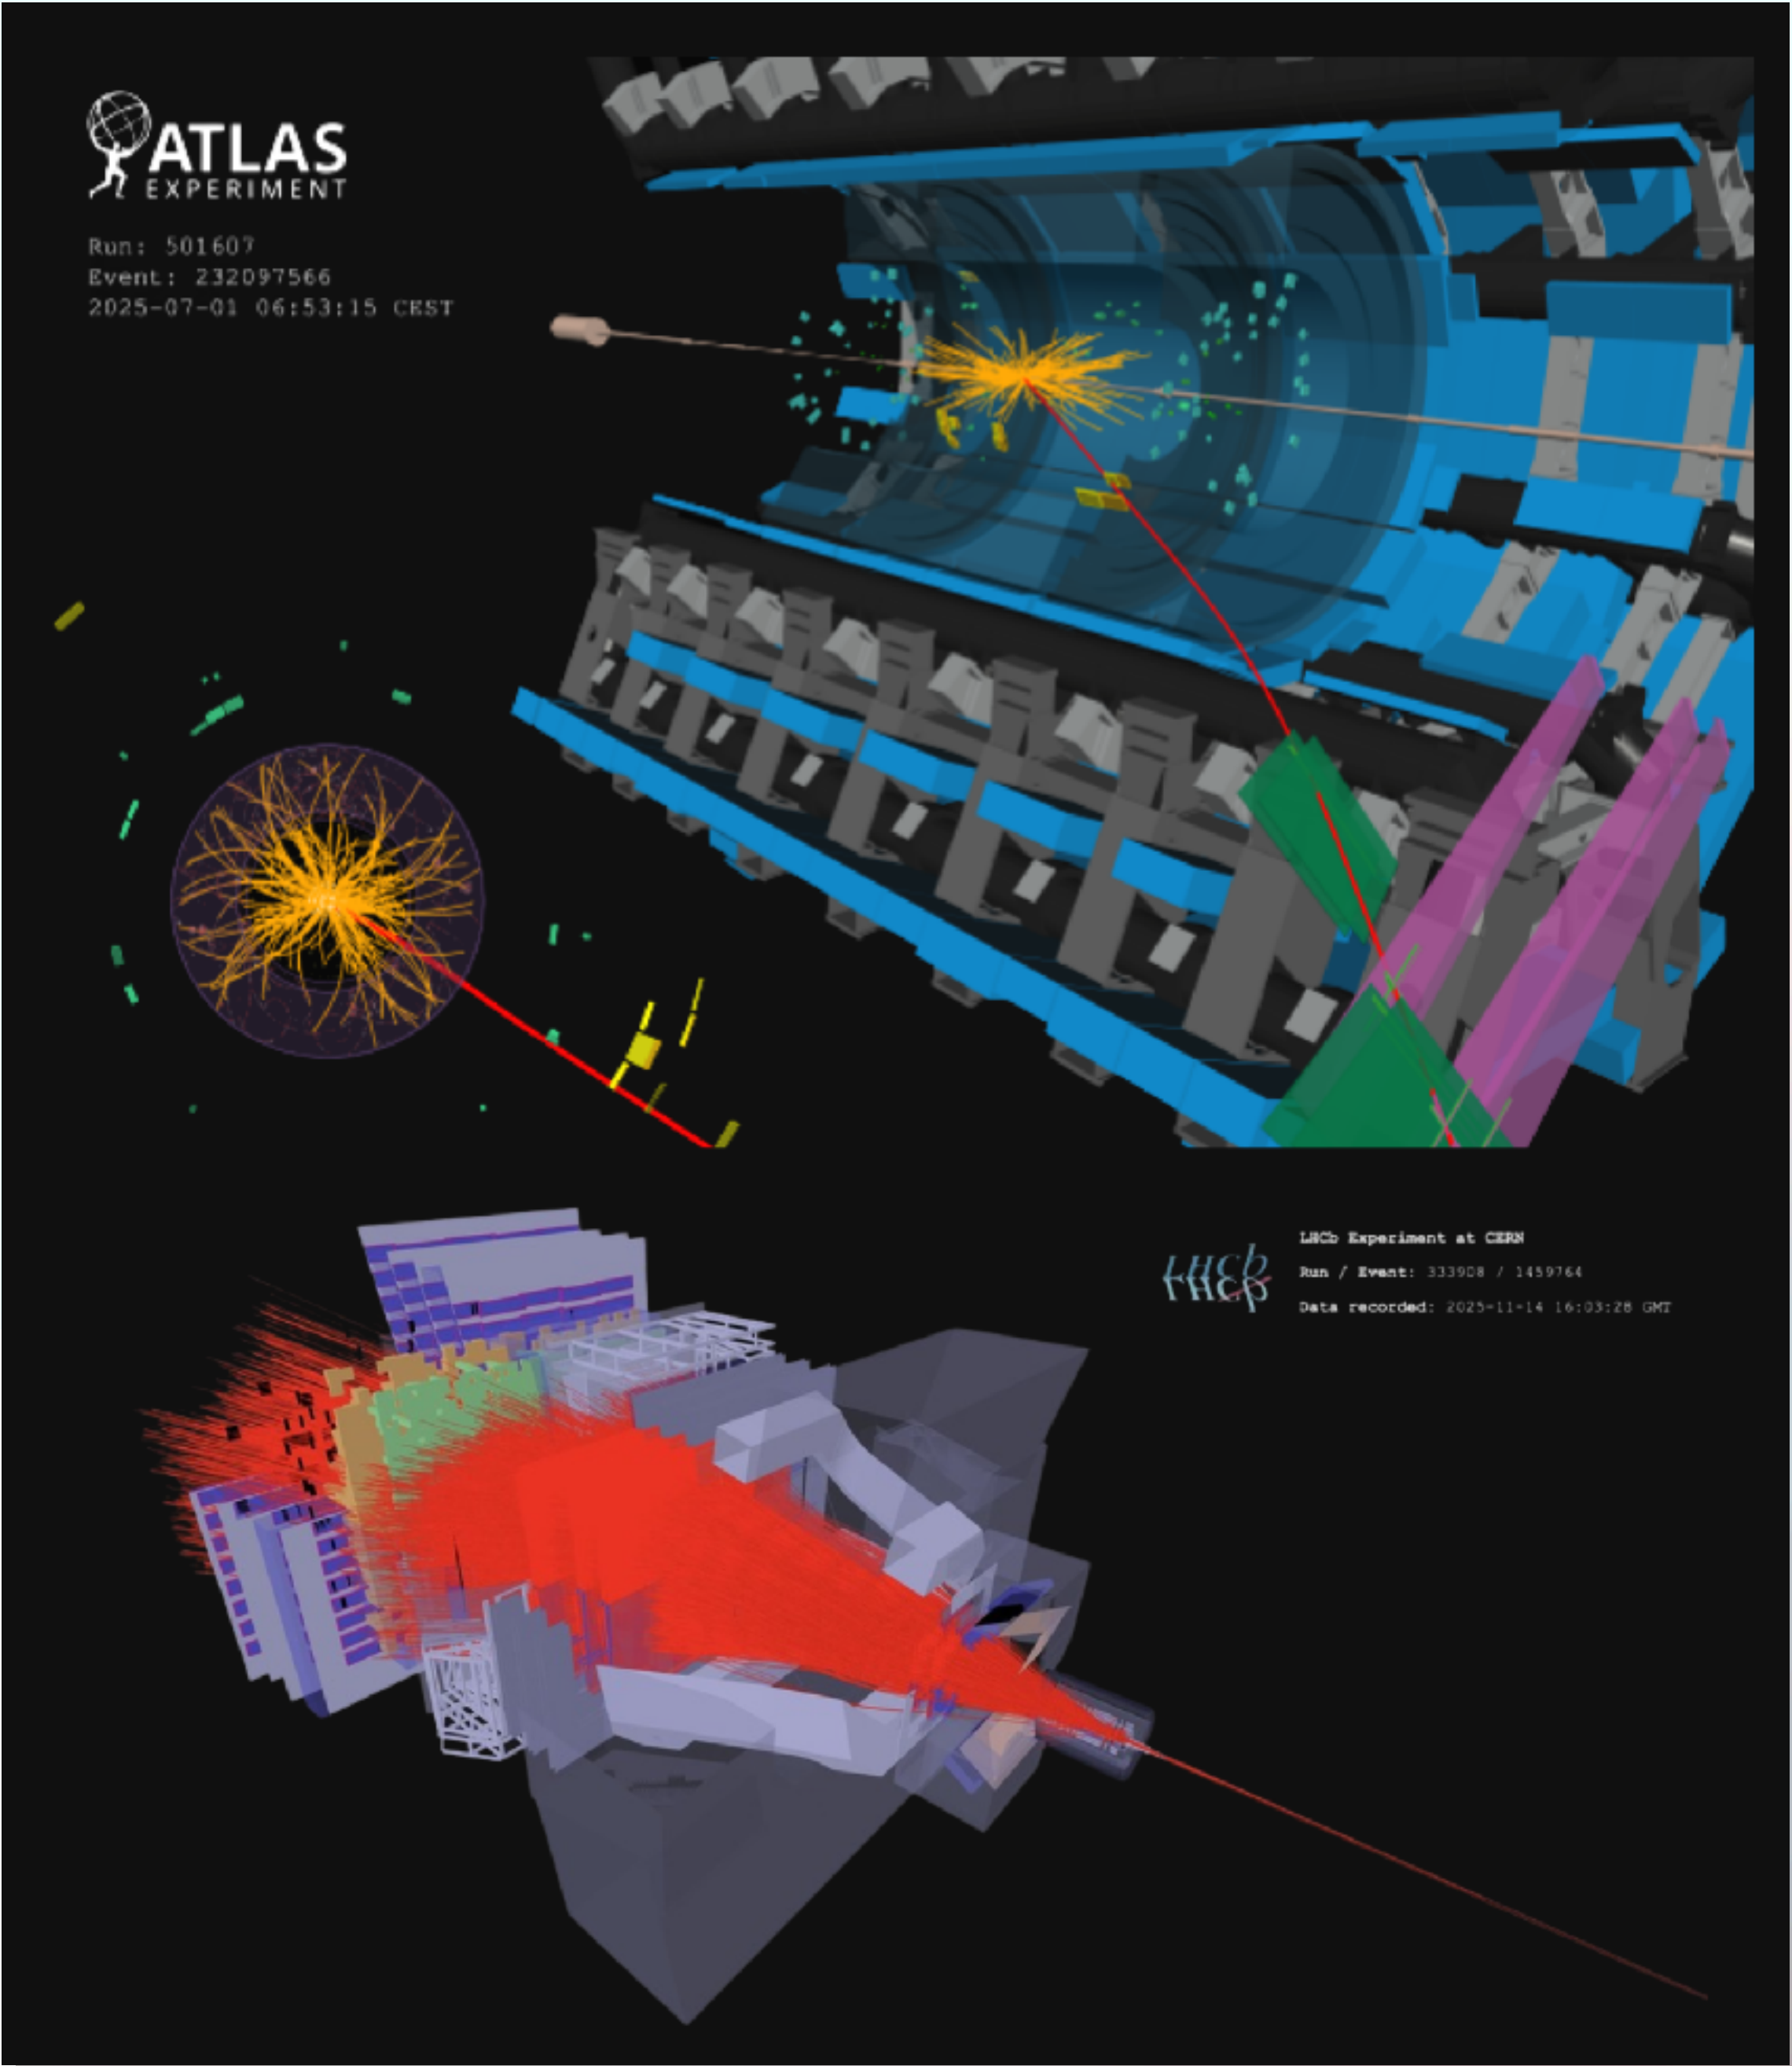 ATLAS
EXPERIMENT
Run: 501607
Event: 232097566
2025-07-01 06:53:15 CEST
LHCb
LHCb Experiment at CERN
Run / Event: 333908 / 1459764
Data recorded: 2025-11-14 16:03:28 GMT